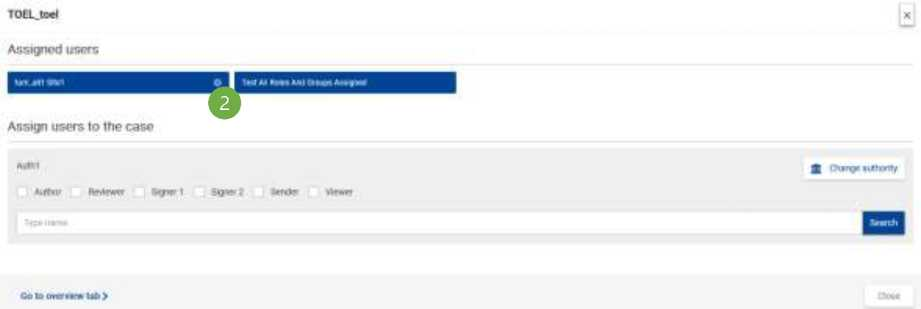 TOEL_toel
Assigned users
Test All Roles And Groups Assigned
2
Assign users to the case
Auth1
Change authority
Author Reviewer Signer 1 Signer 2 Sender Viewer
Type name
Search
Go to overview tab >
Close